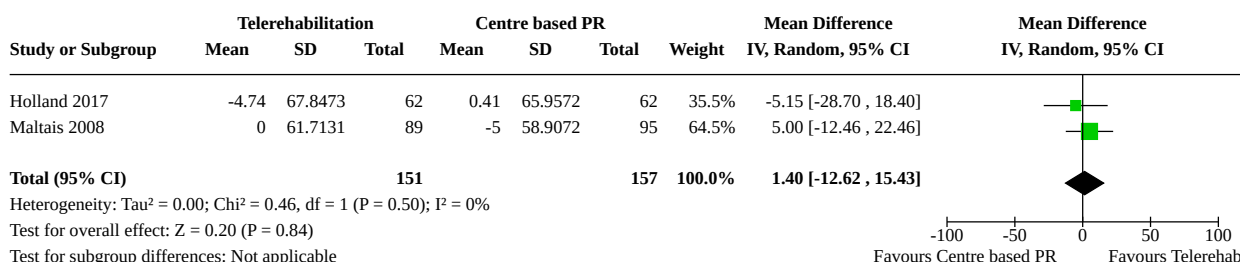 Telerehabilitation Centre based PR Mean Difference Mean Difference
Study or Subgroup Mean SD Total Mean SD Total Weight IV, Random, 95% CI IV, Random, 95% CI
Holland 2017 -4.74 67.8473 62 0.41 65.9572 62 35.5% -5.15 [-28.70 , 18.40]
Maltais 2008 0 61.7131 89 -5 58.9072 95 64.5% 5.00 [-12.46 , 22.46]
Total (95% CI) 151 157 100.0% 1.40 [-12.62 , 15.43]
Heterogeneity: Tau² = 0.00; Chi² = 0.46, df = 1 (P = 0.50); I² = 0%
Test for overall effect: Z = 0.20 (P = 0.84)
-100 -50 0 50 100
Test for subgroup differences: Not applicable Favours Centre based PR Favours Telerehab